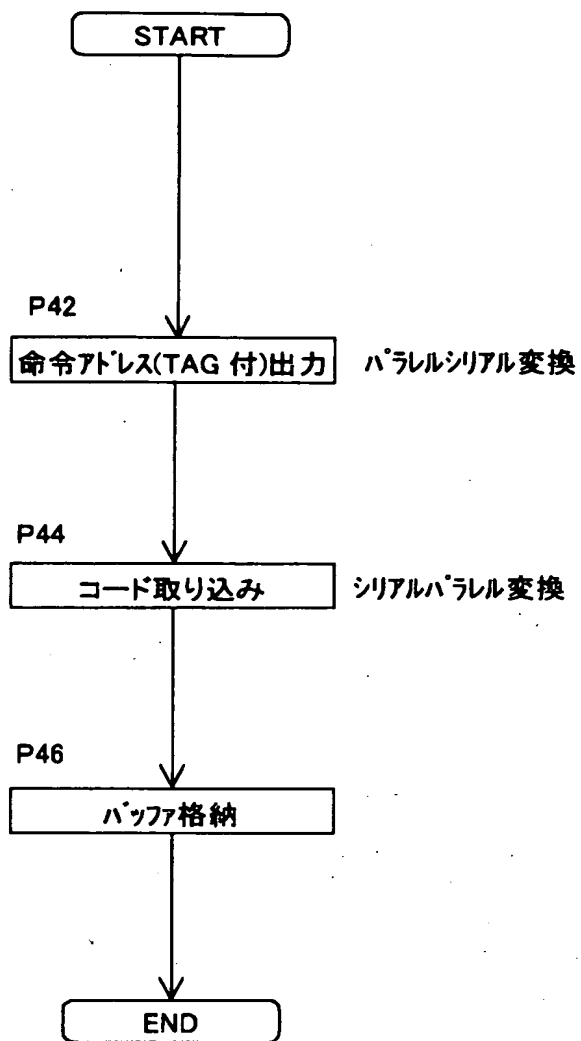 START
P42
命令アドレス(TAG 付)出力
パラレルシリアル変換
P44
コード取り込み
シリアルパラレル変換
P46
バッファ格納
END